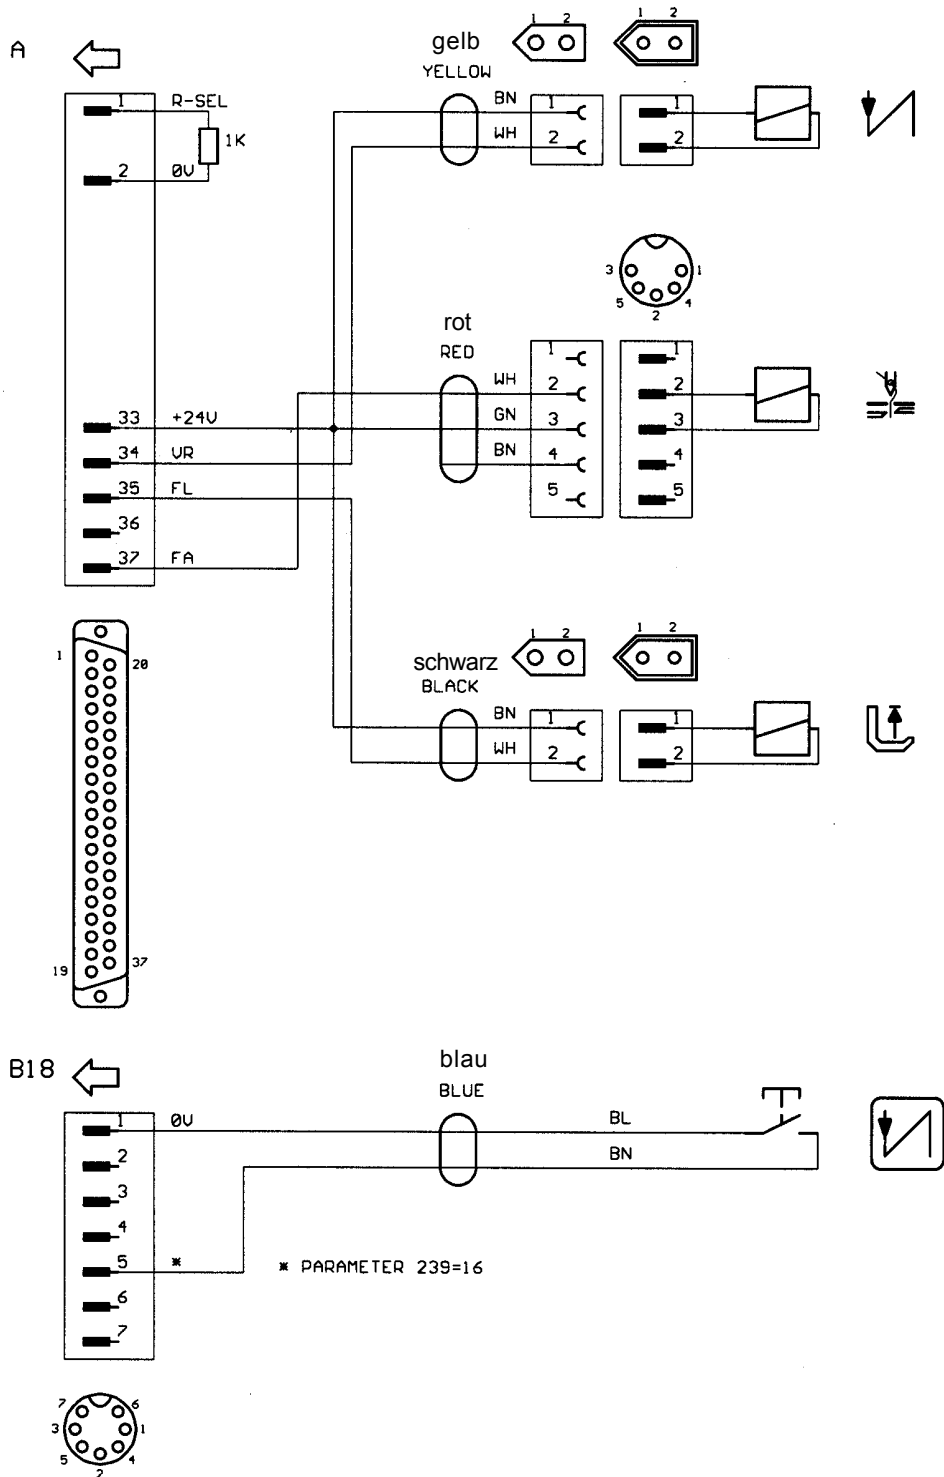 A
gelb
YELLOW
1 2
1 2
1 R-SEL
1K
2 0V
BN 1 1
WH 2 2
3 1
5 4
2
rot
RED
1 1
WH 2 2
GN 3 3
BN 4 4
5 5
33 +24V
34 VR
35 FL
36
37 FA
1 20
19 37
schwarz
BLACK
1 2
1 2
BN 1 1
WH 2 2
B18
blau
BLUE
1 0V
BL
BN
2
3
4
5 *
* PARAMETER 239=16
6
7
7 6
3 1
5 4
2